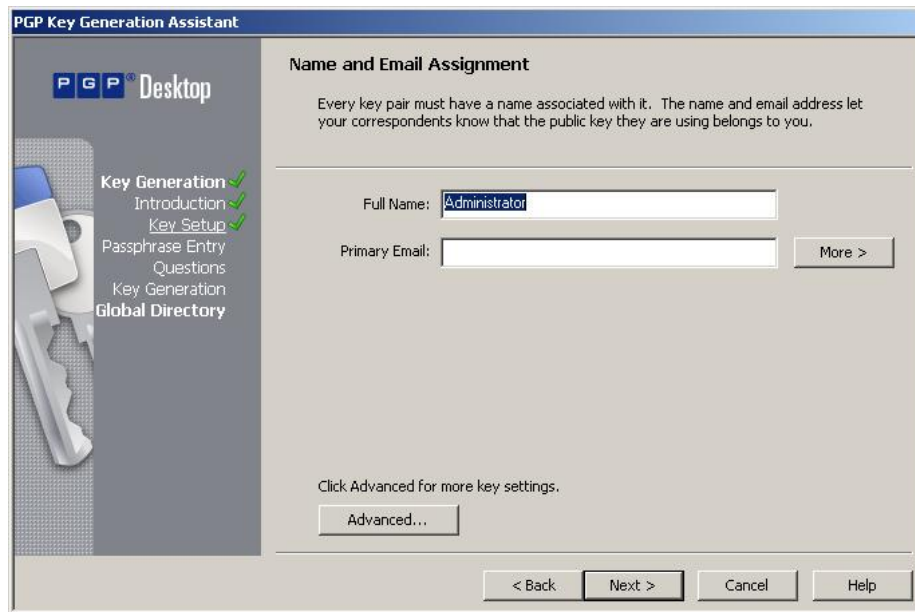 PGP Key Generation Assistant
PGP® Desktop
Key Generation
Introduction
Key Setup
Passphrase Entry
Questions
Key Generation
Global Directory
Name and Email Assignment
Every key pair must have a name associated with it. The name and email address let
your correspondents know that the public key they are using belongs to you.
Full Name: Administrator
Primary Email:
More >
Click Advanced for more key settings.
Advanced...
< Back Next > Cancel Help